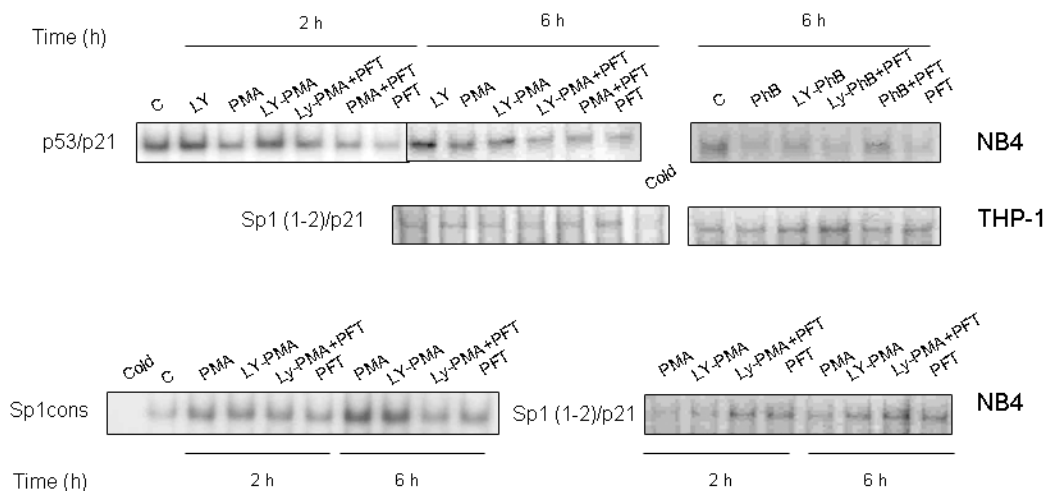 2 h 6 h 6 h
Time (h)
C LY PMA LY-PMA Ly-PMA+PFT PMA+PFT PFT LY PMA LY-PMA LY-PMA+PFT PMA+PFT PFT C PhB LY-PhB Ly-PhB+PFT PhB+PFT PFT
p53/p21 NB4
Cold
Sp1 (1-2)/p21 THP-1
Cold C PMA LY-PMA Ly-PMA+PFT PFT PMA LY-PMA Ly-PMA+PFT PFT PMA LY-PMA Ly-PMA+PFT PFT PMA LY-PMA Ly-PMA+PFT PFT
Sp1cons Sp1 (1-2)/p21 NB4
Time (h) 2 h 6 h 2 h 6 h